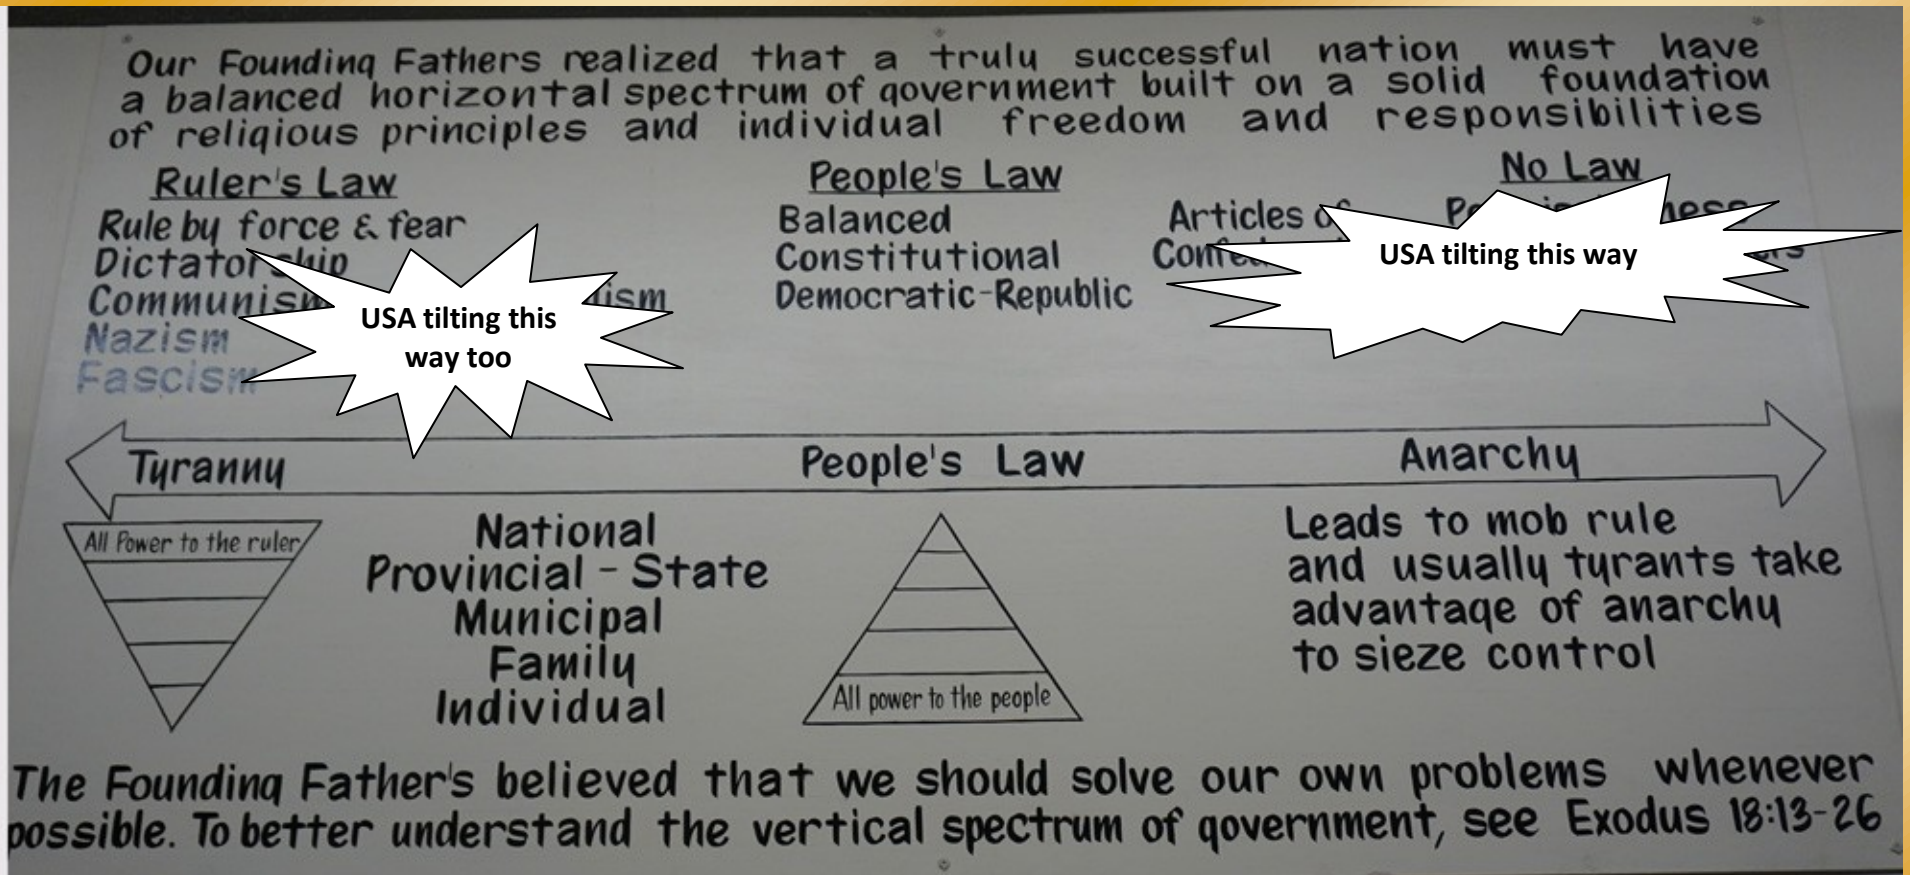 Our Founding Fathers realized that a truly successful nation must have
a balanced horizontal spectrum of government built on a solid foundation
of religious principles and individual freedom and responsibilities
Ruler's Law
Rule by force & fear
Dictatorship
Communism
Nazism
Fascism
USA tilting this
way too
People's Law
Balanced
Constitutional
Democratic-Republic
Articles of
No Law
USA tilting this way
Tyranny
People's Law
Anarchy
All Power to the ruler
National
Provincial - State
Municipal
Family
Individual
All power to the people
Leads to mob rule
and usually tyrants take
advantage of anarchy
to sieze control
The Founding Father's believed that we should solve our own problems whenever
possible. To better understand the vertical spectrum of government, see Exodus 18:13-26